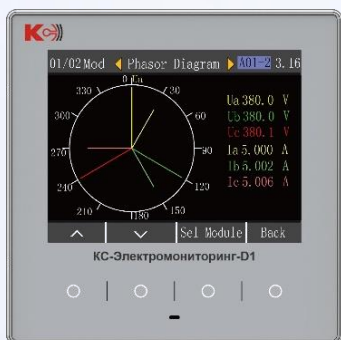 КС
01/02 Mod Phasor Diagram A01-2 3.16
0 Un
330 30
300 60
270 90
240 120
210 180 150
Ua 380.0 V
Ub 380.0 V
Uc 380.1 V
Ia 5.000 A
Ib 5.002 A
Ic 5.006 A
Sel Module Back
КС-Электромониторинг-D1